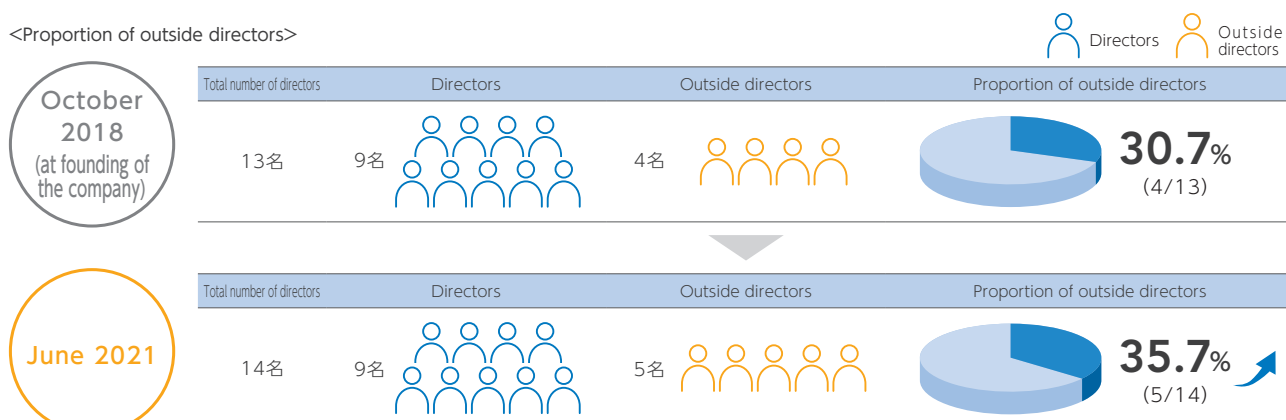 <Proportion of outside directors>
Directors
Outside
directors
October
2018
(at founding of
the company)
Total number of directors
Directors
Outside directors
Proportion of outside directors
13名
9名
4名
30.7%
(4/13)
June 2021
Total number of directors
Directors
Outside directors
Proportion of outside directors
14名
9名
5名
35.7%
(5/14)